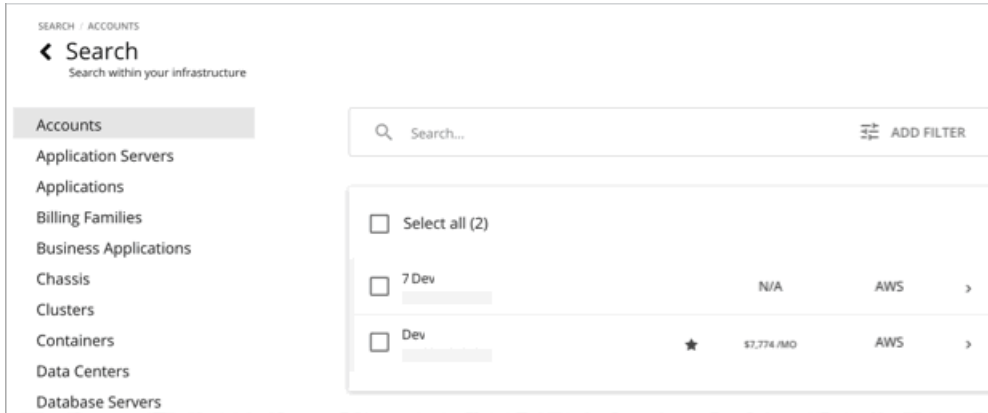 SEARCH / ACCOUNTS
Search
Search within your infrastructure
Accounts
Application Servers
Applications
Billing Families
Business Applications
Chassis
Clusters
Containers
Data Centers
Database Servers
Search...
ADD FILTER
Select all (2)
7 Dev
N/A
AWS
Dev
$7,774 /MO
AWS